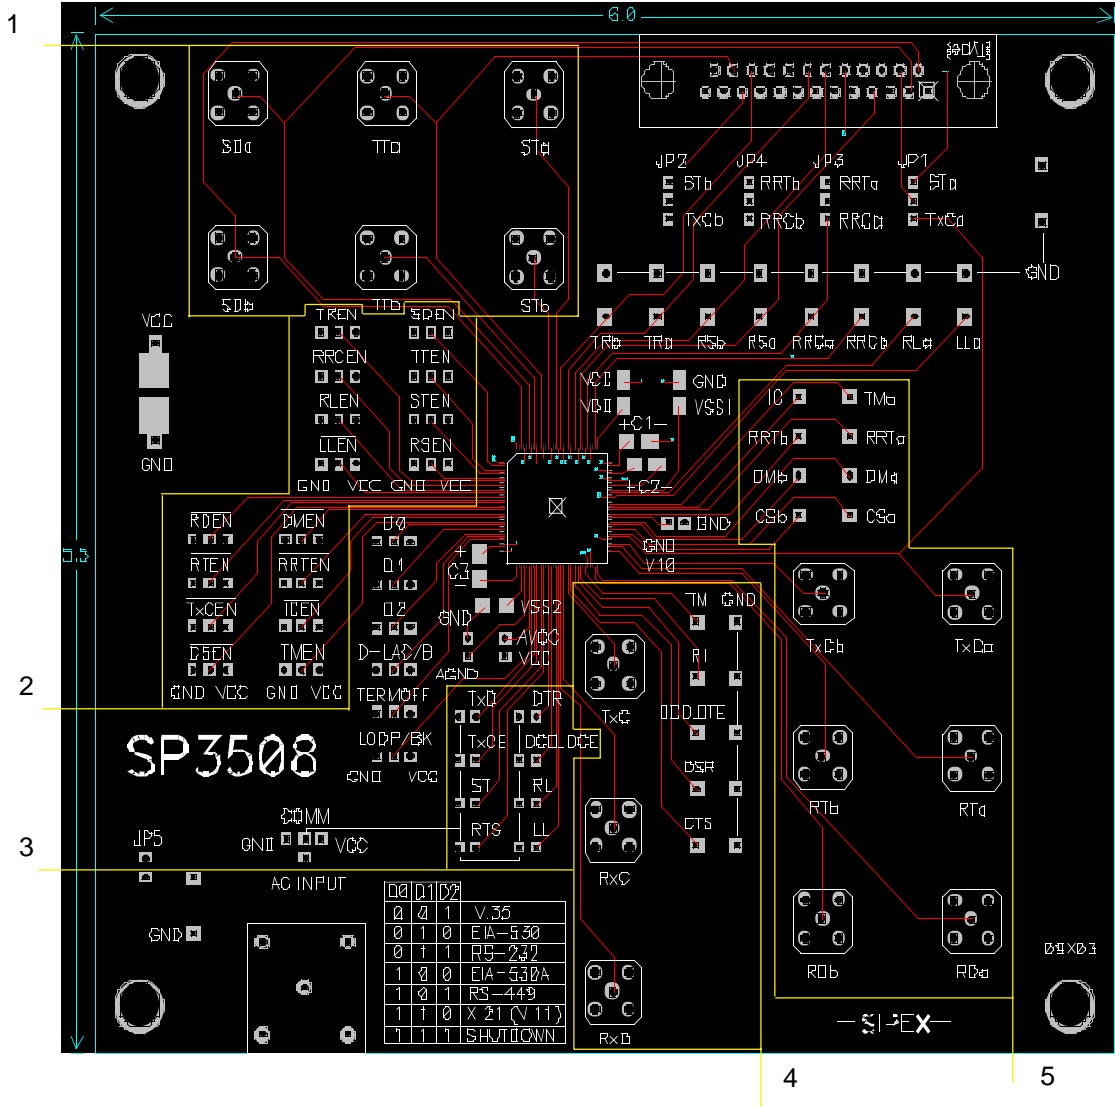 1
6.0
SDa
TTa
STa
JP2
JP4
JP3
JP1
STb
RRTb
RRTa
STa
TxCb
RRCb
RRCa
TxCa
GND
SDb
TTb
STb
TREN
SDEN
TRb
TRa
RSb
RSa
RRCa
RRCb
RLa
LLa
VCC
RRCEN
TTEN
VCC
GND
RLEN
STEN
VDD
VSS1
IC
TMa
+C1-
LLEN
RSEN
RRTb
RRTa
GND
GND VCC GND VCC
+C2-
DMb
DMa
RDEN
DMEN
D0
GND
CSb
CSa
5.5
RTEN
RRTEN
D1
+
C3
GND
V10
TxCEN
ICEN
D2
VSS2
TM
GND
GND
CSEN
TMEN
D-LATCH
AVCC
VCC
RI
TxCb
TxCa
AGND
2
GND VCC
GND VCC
TERMOFF
TxD
DTR
TxC
DCD_DTE
SP3508
LOOP/BK
TxCE
DCD_DCE
GND
VCC
ST
RL
DSR
RTb
RTa
COMM
3
JP5
GND
VCC
RTS
LL
CTS
RxC
AC INPUT
D0 D1 D2
0 0 1 V.35
GND
0 1 0 EIA-530
0 1 1 RS-232
1 0 0 EIA-530A
1 0 1 RS-449
1 1 0 X.21 (V.11)
1 1 1 SHUTDOWN
RDb
RDa
09X03
SIPEX
RxD
4
5